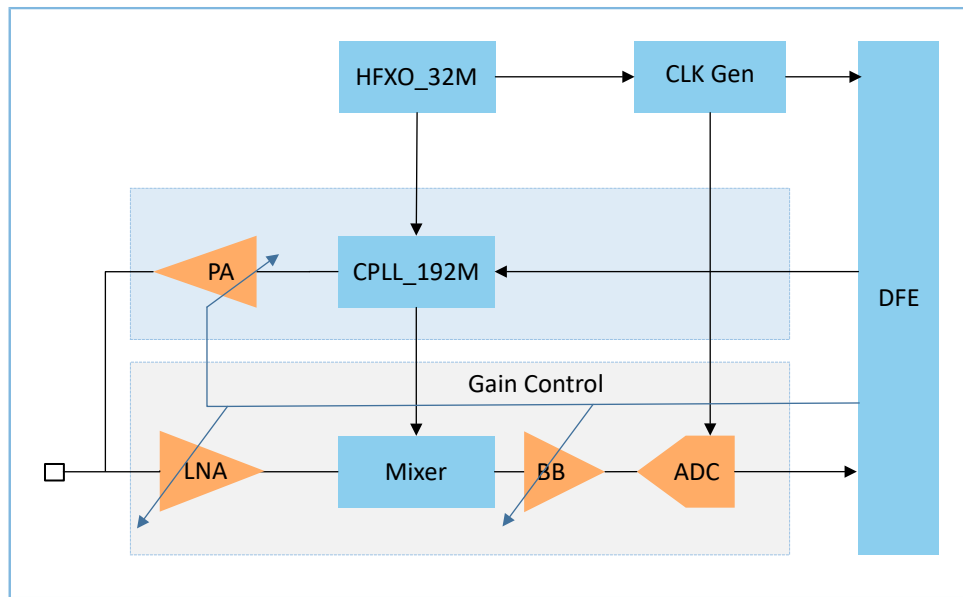 HFXO_32M
CLK Gen
PA
CPLL_192M
DFE
Gain Control
LNA
Mixer
BB
ADC